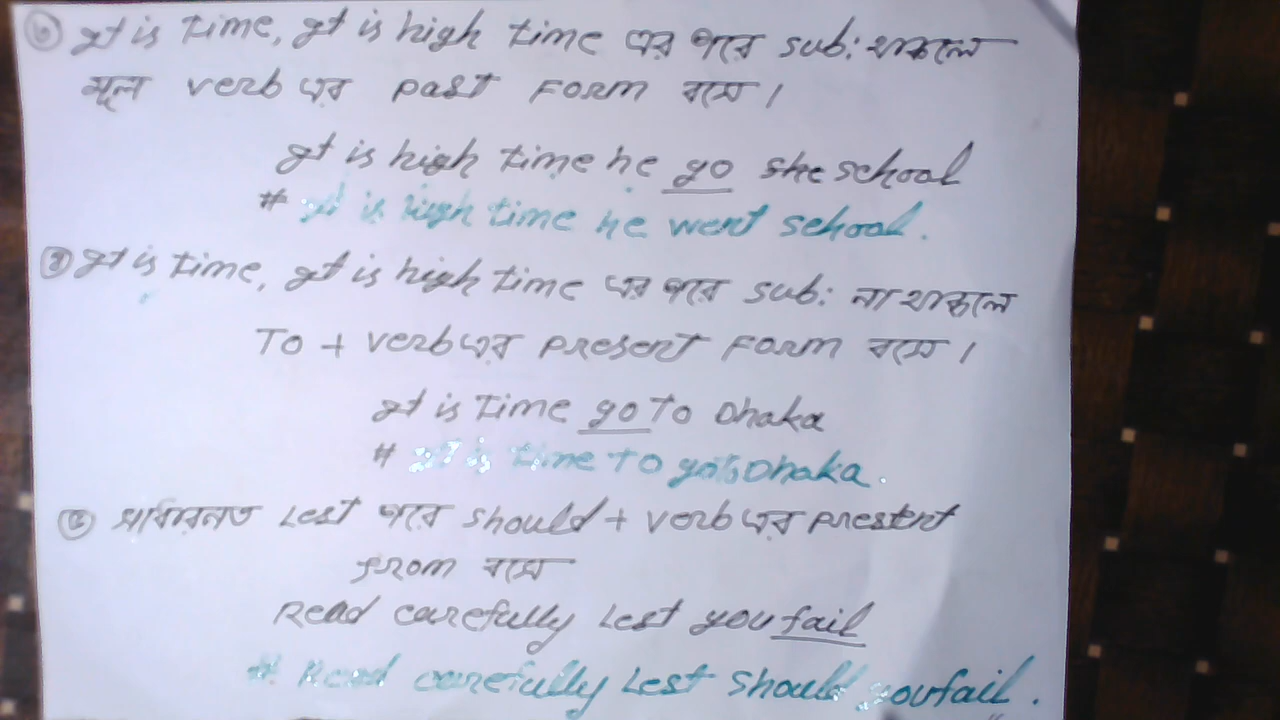 ৬ It is Time, It is high time এর পরে sub: থাকলে
মূল verb এর past Form বসে।
It is high time he go she school
# It is high time he went school.
৪ It is Time, It is high time এর পরে sub: না থাকলে
To + verb এর present Form বসে।
It is Time go To Dhaka
# It is time To go to Dhaka.
৫ সাধারনত Lest পরে should + verb এর present
from বসে
Read carefully Lest you fail
# Read carefully Lest should you fail.